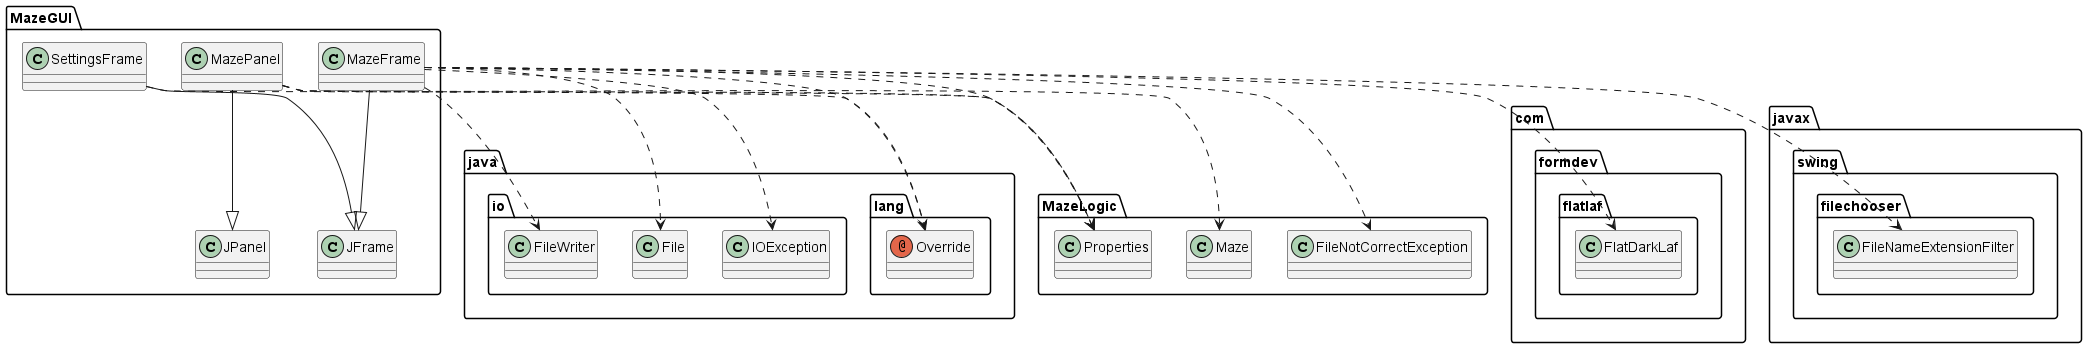 MazeGUI
C SettingsFrame
C MazePanel
C MazeFrame
com
javax
java
formdev
swing
io
lang
MazeLogic
flatlaf
filechooser
C JPanel
C JFrame
C FileWriter
C File
C IOException
@ Override
C Properties
C Maze
C FileNotCorrectException
C FlatDarkLaf
C FileNameExtensionFilter